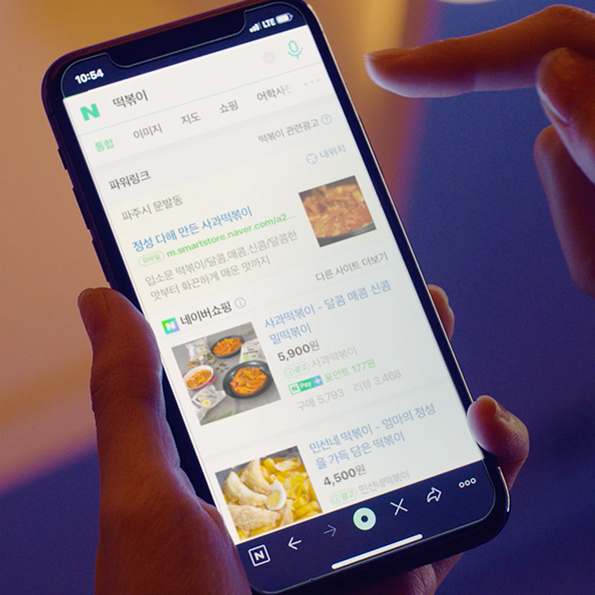 10:54
LTE
N 떡볶이
통합 이미지 지도 쇼핑 어학사전
떡볶이 관련광고
파워링크
내위치
파주시 문발동
정성 다해 만든 사과떡볶이
m.smartstore.naver.com/a2...
입소문 떡볶이/달콤,매콤,신콤/달콤한
맛부터 화끈하게 매운 맛까지
다른 사이트 더보기
N 네이버쇼핑
사과떡볶이 - 달콤 매콤 신콤
밀떡볶이
5,900원
광고 사과떡볶이
N Pay + 포인트 177원
구매 5,793 리뷰 3,468
민선네 떡볶이 - 엄마의 정성
을 가득 담은 떡볶이
4,500원
광고 민선네떡볶이
N